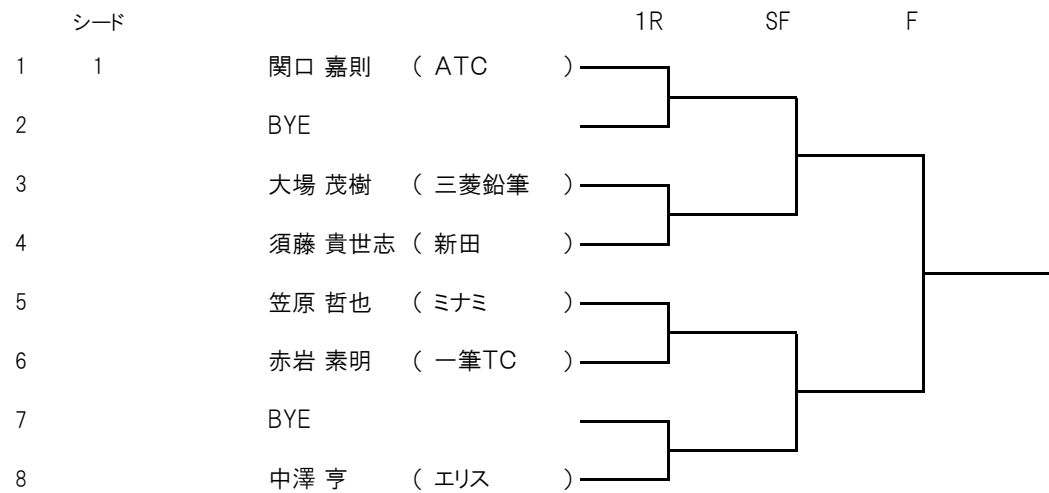 シード 1R SF F
1 1 関口 嘉則 ( ATC )
2 BYE
3 大場 茂樹 ( 三菱鉛筆 )
4 須藤 貴世志 ( 新田 )
5 笠原 哲也 ( ミナミ )
6 赤岩 素明 ( 一筆TC )
7 BYE
8 中澤 亨 ( エリス )